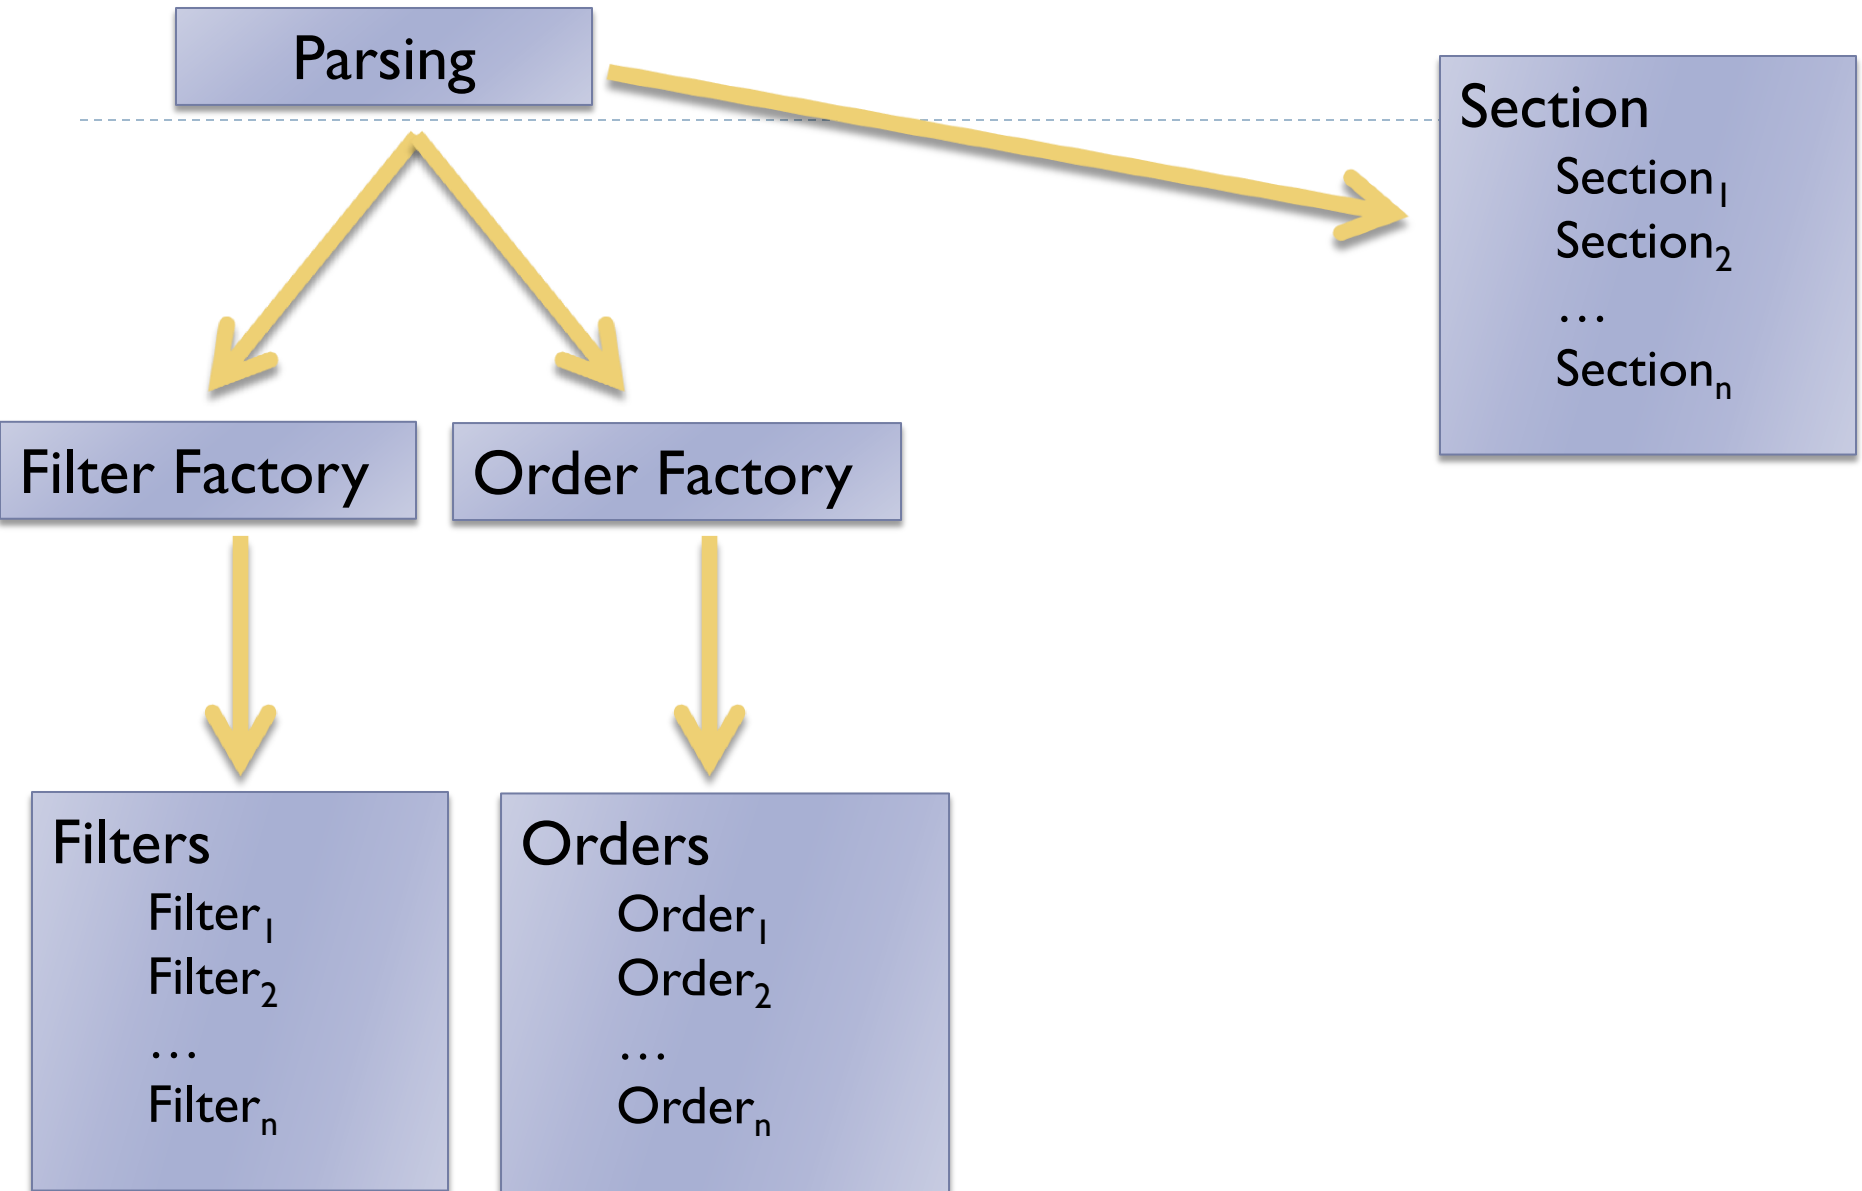 Parsing
Section
Section₁
Section₂
…
Sectionₙ
Filter Factory
Order Factory
Filters
Filter₁
Filter₂
…
Filterₙ
Orders
Order₁
Order₂
…
Orderₙ